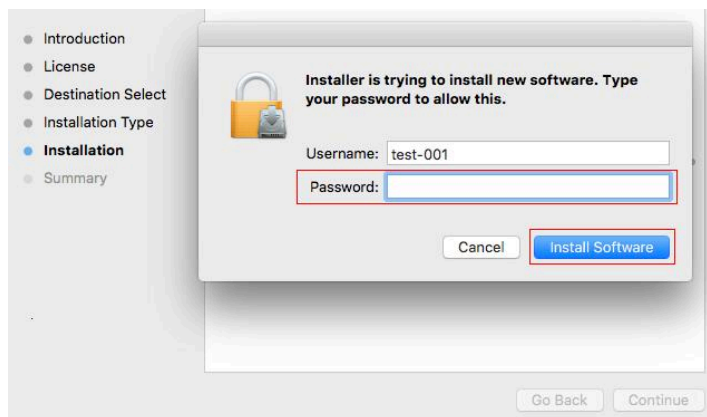 Introduction
License
Destination Select
Installation Type
Installation
Summary
Installer is trying to install new software. Type
your password to allow this.
Username: test-001
Password:
Cancel Install Software
Go Back Continue